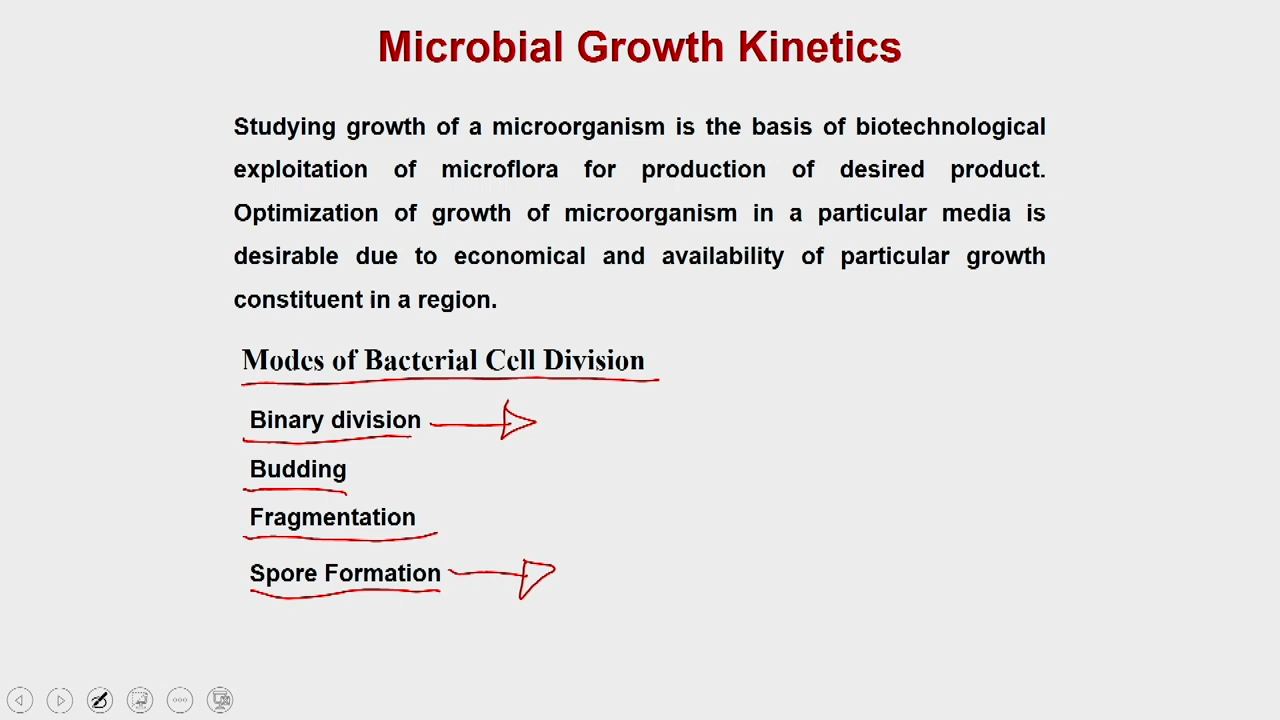 Microbial Growth Kinetics
Studying growth of a microorganism is the basis of biotechnological
exploitation of microflora for production of desired product.
Optimization of growth of microorganism in a particular media is
desirable due to economical and availability of particular growth
constituent in a region.
Modes of Bacterial Cell Division
Binary division
Budding
Fragmentation
Spore Formation